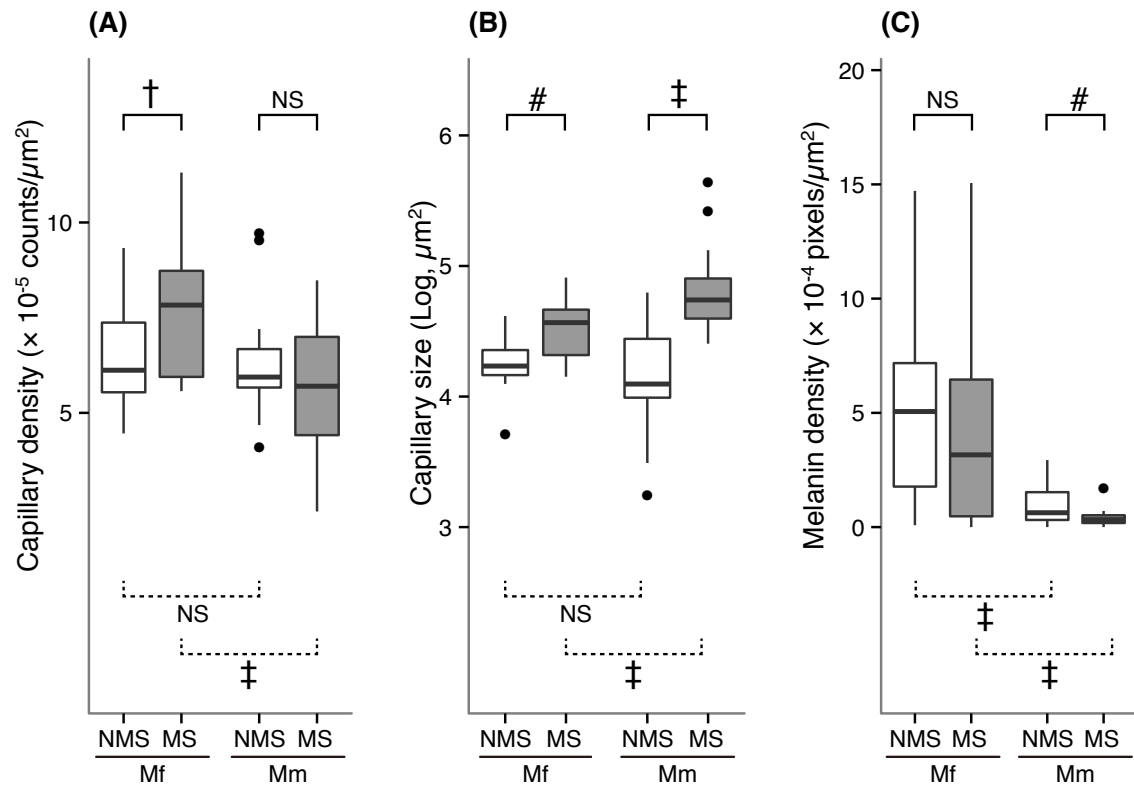 (A)
Capillary density (× 10⁻⁵ counts/µm²)
10
5
†
NS
NS
‡
NMS MS NMS MS
Mf Mm
(B)
Capillary size (Log, µm²)
6
5
4
3
#
‡
NS
‡
NMS MS NMS MS
Mf Mm
(C)
Melanin density (× 10⁻⁴ pixels/µm²)
20
15
10
5
0
NS
#
‡
‡
NMS MS NMS MS
Mf Mm